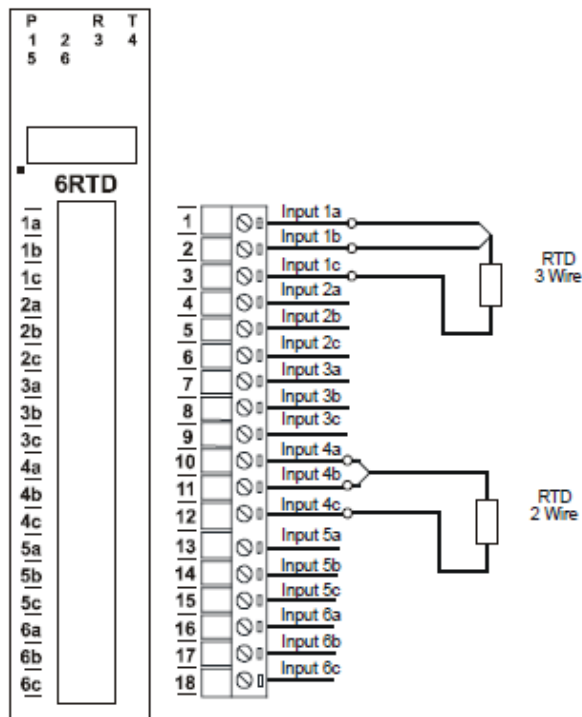 P R T
1 2 3 4
5 6
6RTD
1a
1b
1c
2a
2b
2c
3a
3b
3c
4a
4b
4c
5a
5b
5c
6a
6b
6c
1
2
3
4
5
6
7
8
9
10
11
12
13
14
15
16
17
18
Input 1a
Input 1b
Input 1c
Input 2a
Input 2b
Input 2c
Input 3a
Input 3b
Input 3c
Input 4a
Input 4b
Input 4c
Input 5a
Input 5b
Input 5c
Input 6a
Input 6b
Input 6c
RTD
3 Wire
RTD
2 Wire